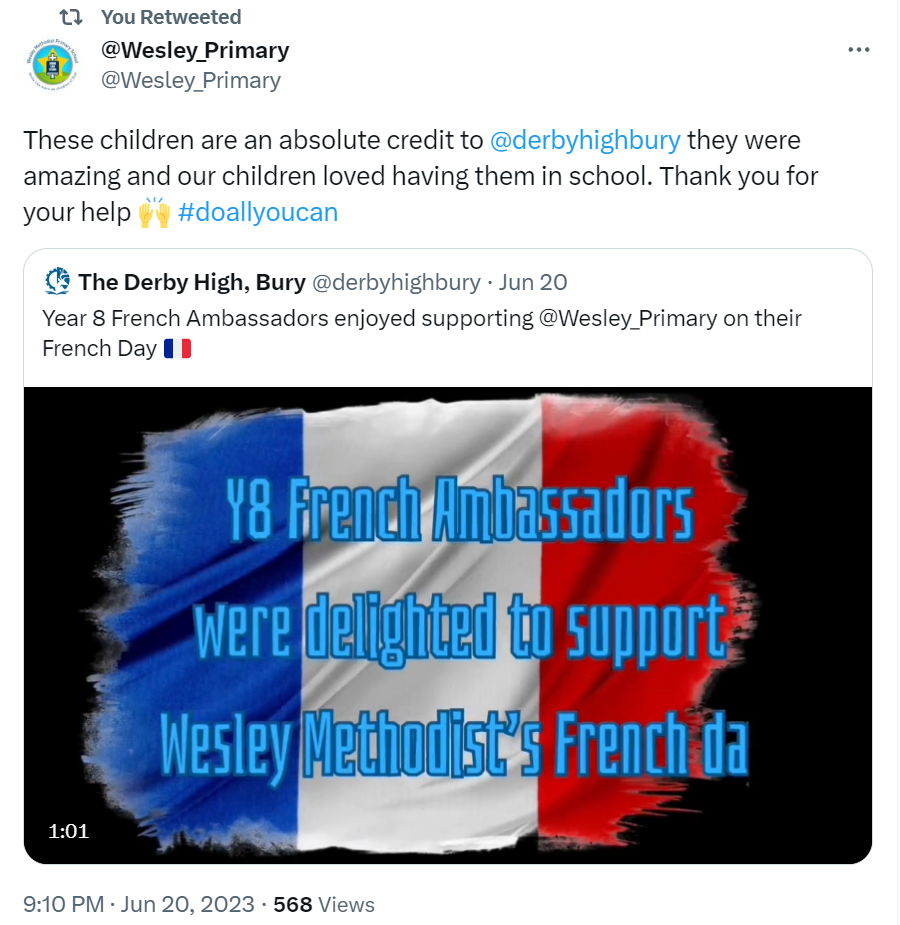 You Retweeted
@Wesley_Primary
@Wesley_Primary
These children are an absolute credit to @derbyhighbury they were
amazing and our children loved having them in school. Thank you for
your help 🙌 #doallyoucan
The Derby High, Bury @derbyhighbury · Jun 20
Year 8 French Ambassadors enjoyed supporting @Wesley_Primary on their
French Day 🇫🇷
Y8 French Ambassadors
were delighted to support
Wesley Methodist's French da
1:01
9:10 PM · Jun 20, 2023 · 568 Views